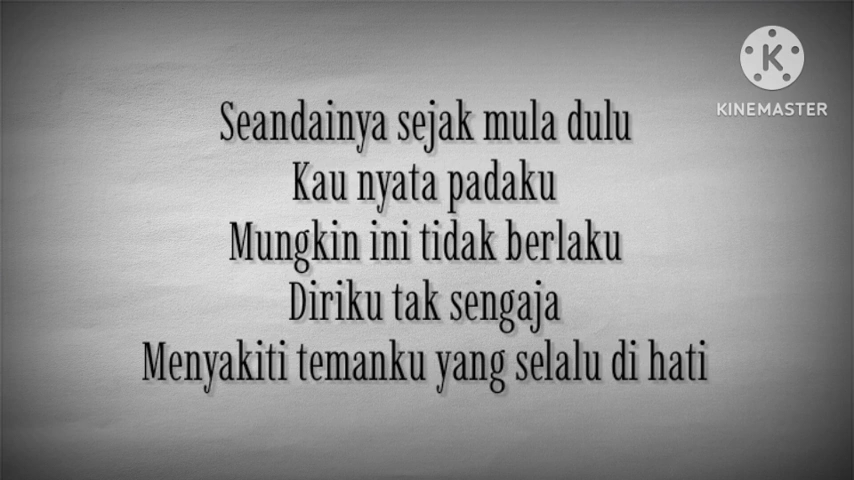 KINEMASTER
Seandainya sejak mula dulu
Kau nyata padaku
Mungkin ini tidak berlaku
Diriku tak sengaja
Menyakiti temanku yang selalu di hati